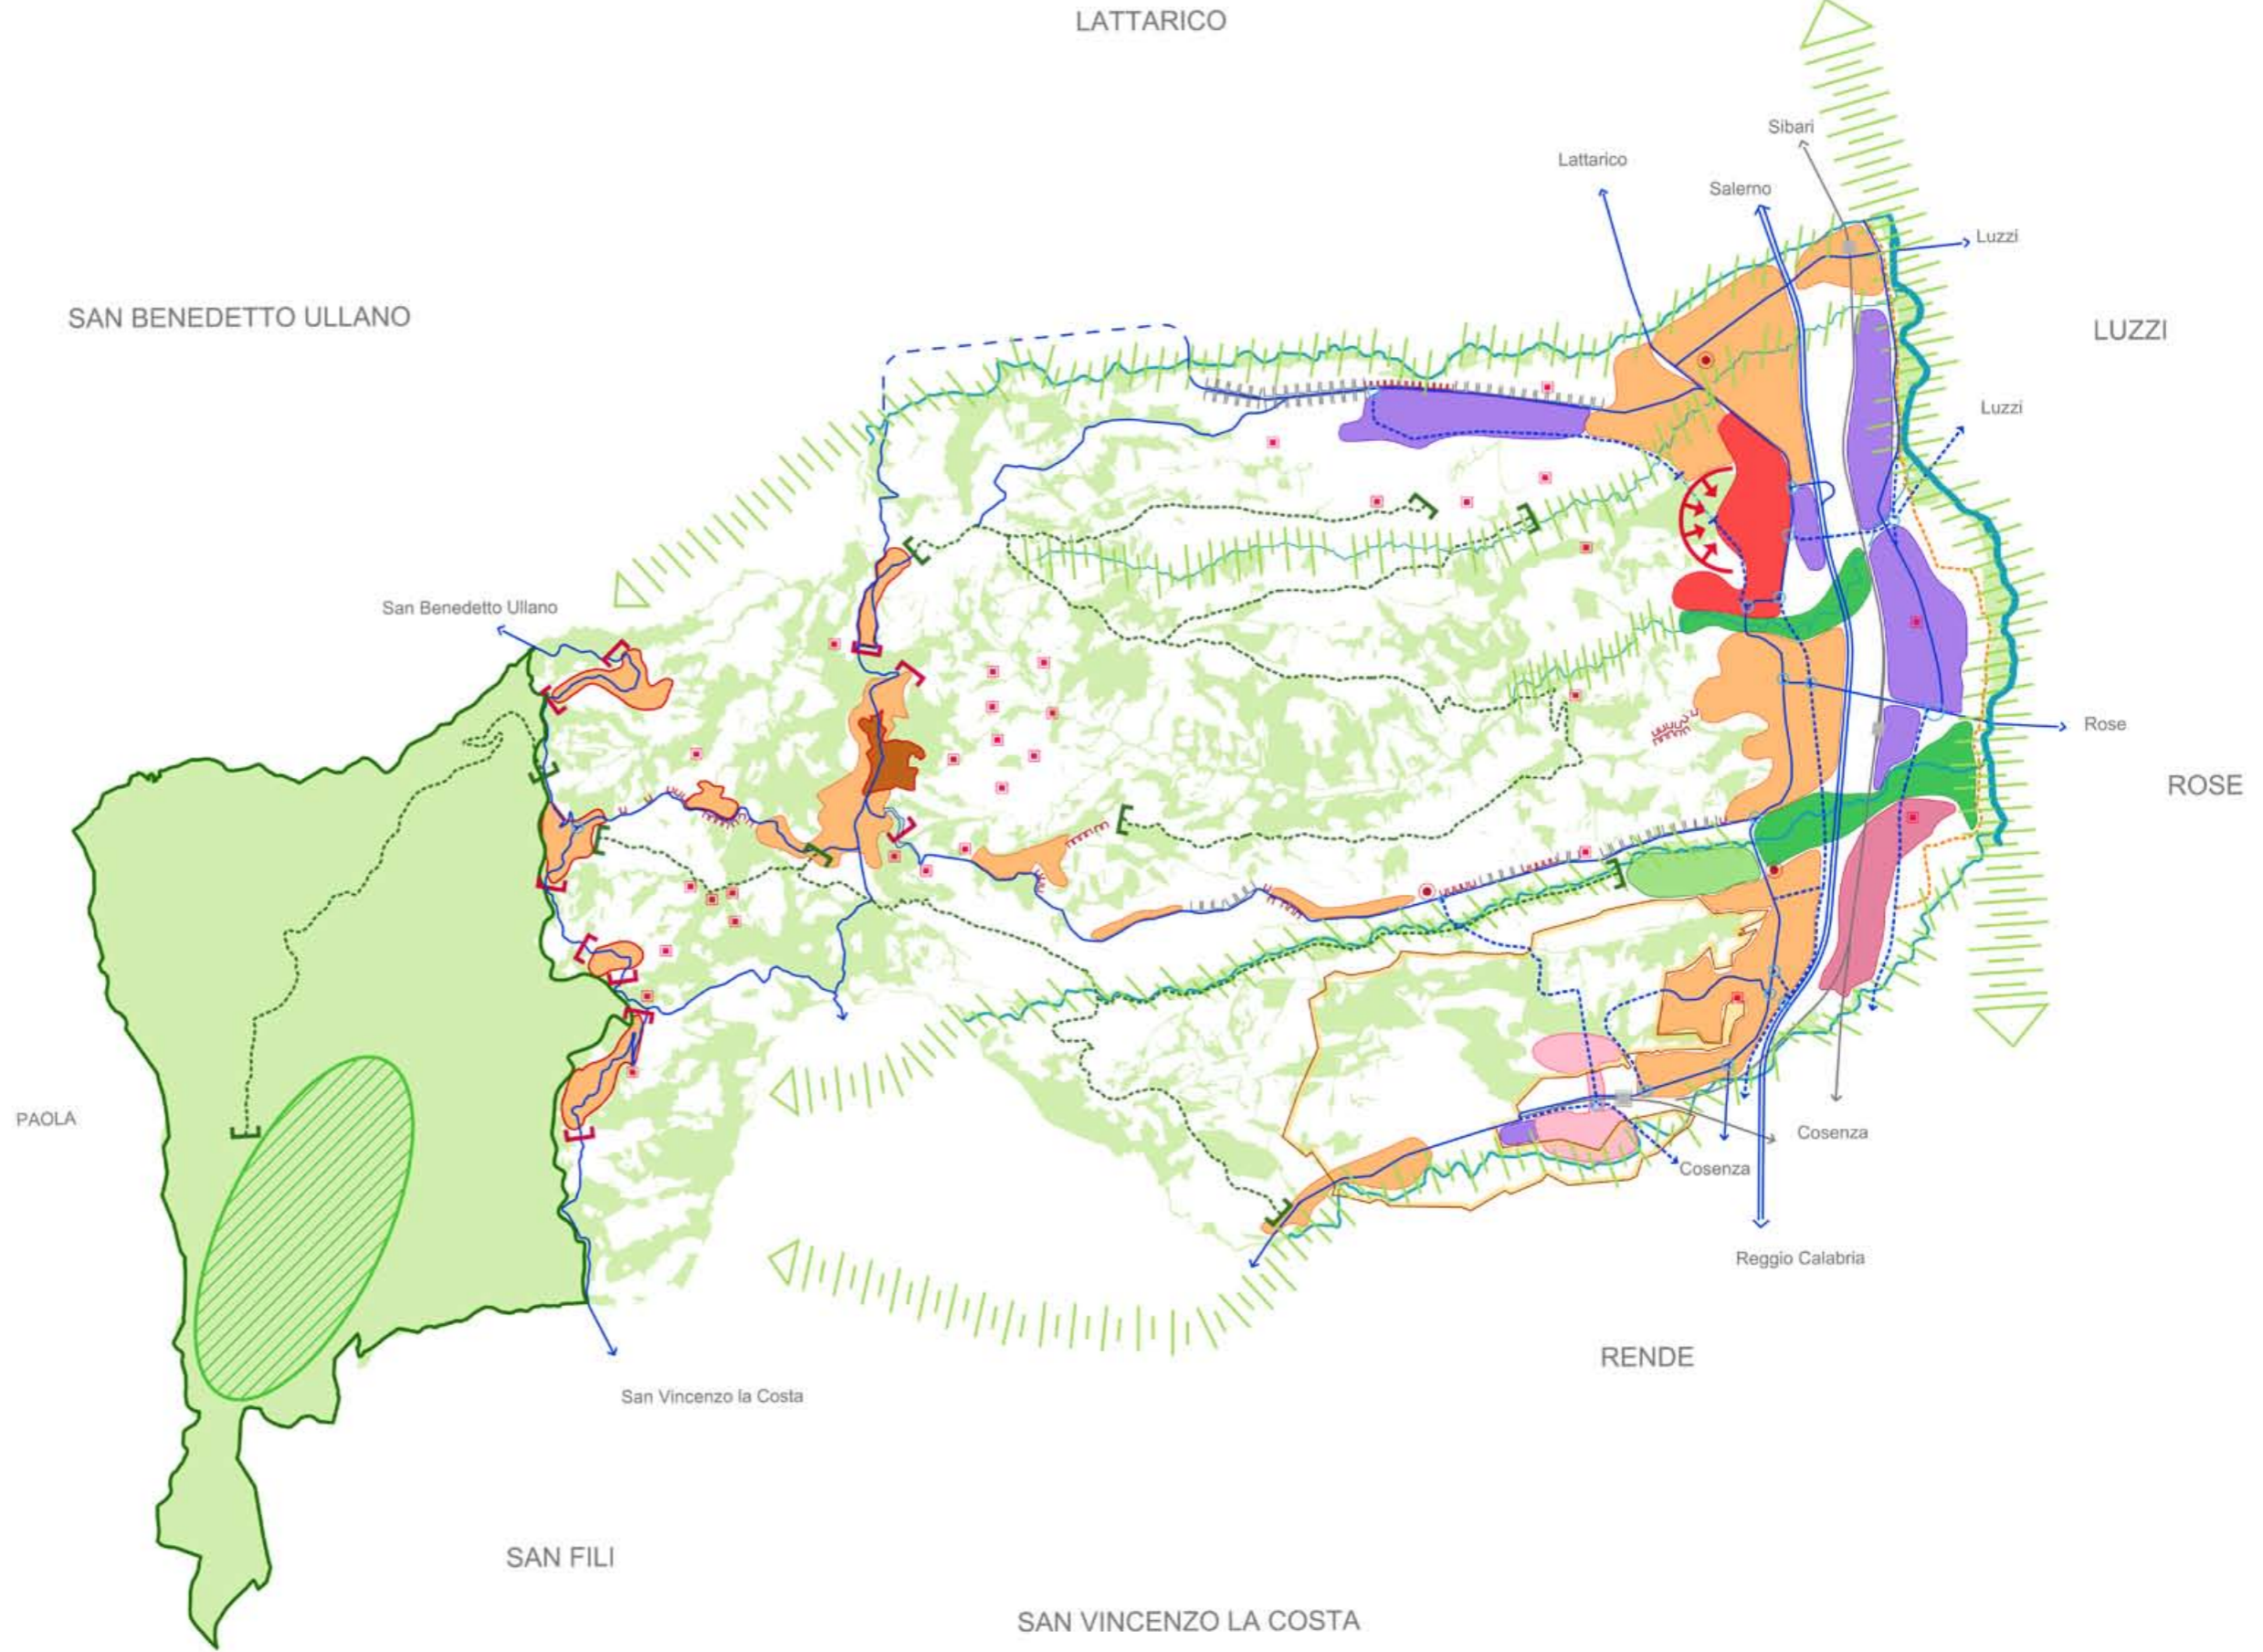 LATTARICO
Sibari
Lattarico
Salerno
Luzzi
SAN BENEDETTO ULLANO
LUZZI
Luzzi
San Benedetto Ullano
Rose
ROSE
PAOLA
Cosenza
Cosenza
Reggio Calabria
RENDE
San Vincenzo la Costa
SAN FILI
SAN VINCENZO LA COSTA